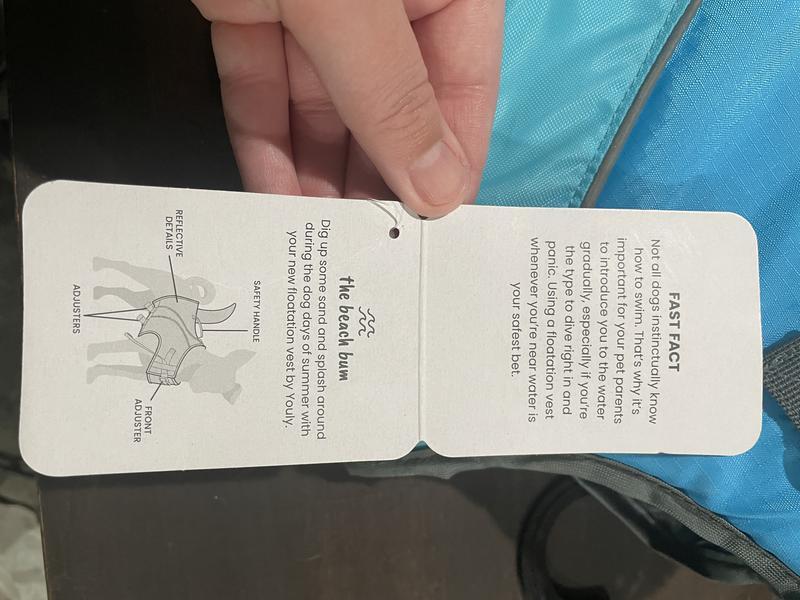 FAST FACT
Not all dogs instinctually know
how to swim. That's why it's
important for your pet parents
to introduce you to the water
gradually, especially if you're
the type to dive right in and
panic. Using a floatation vest
whenever you're near water is
your safest bet.
the beach bum
Dig up some sand and splash around
during the dog days of summer with
your new floatation vest by Youly.
SAFETY HANDLE
REFLECTIVE
DETAILS
FRONT
ADJUSTER
ADJUSTERS